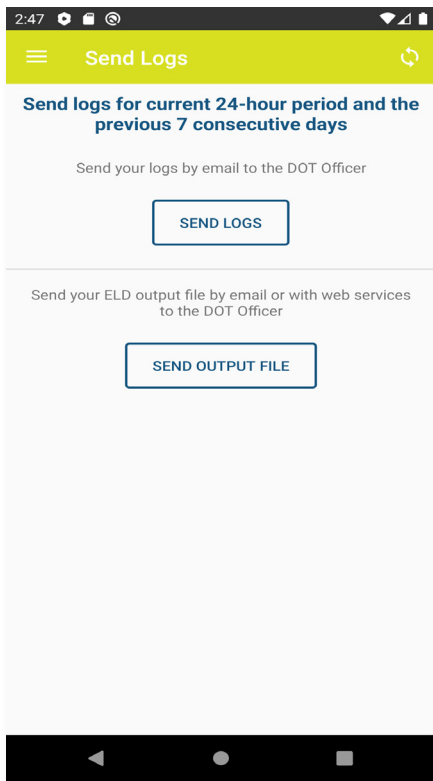 2:47
Send Logs
Send logs for current 24-hour period and the
previous 7 consecutive days
Send your logs by email to the DOT Officer
SEND LOGS
Send your ELD output file by email or with web services
to the DOT Officer
SEND OUTPUT FILE